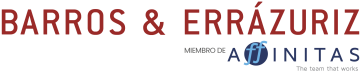 BARROS & ERRÁZURIZ
MIEMBRO DE AFFINITAS
The team that works